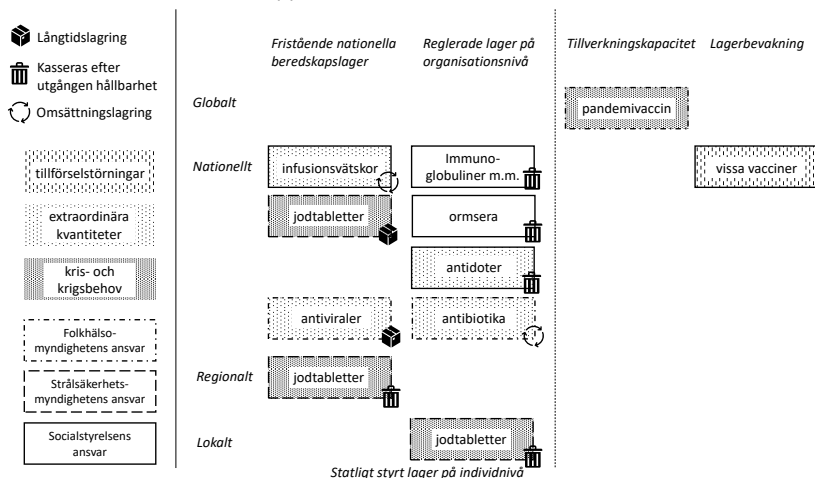 Långtidslagring
Kasseras efter
utgången hållbarhet
Omsättningslagring
tillförselstörningar
extraordinära
kvantiteter
kris- och
krigsbehov
Folkhälso-
myndighetens ansvar
Strålsäkerhets-
myndighetens ansvar
Socialstyrelsens
ansvar
Fristående nationella
beredskapslager
Reglerade lager på
organisationsnivå
Tillverkningskapacitet
Lagerbevakning
Globalt
pandemivaccin
Nationellt
infusionsvätskor
Immuno-
globuliner m.m.
vissa vacciner
jodtabletter
ormsera
antidoter
antiviraler
antibiotika
Regionalt
jodtabletter
Lokalt
jodtabletter
Statligt styrt lager på individnivå